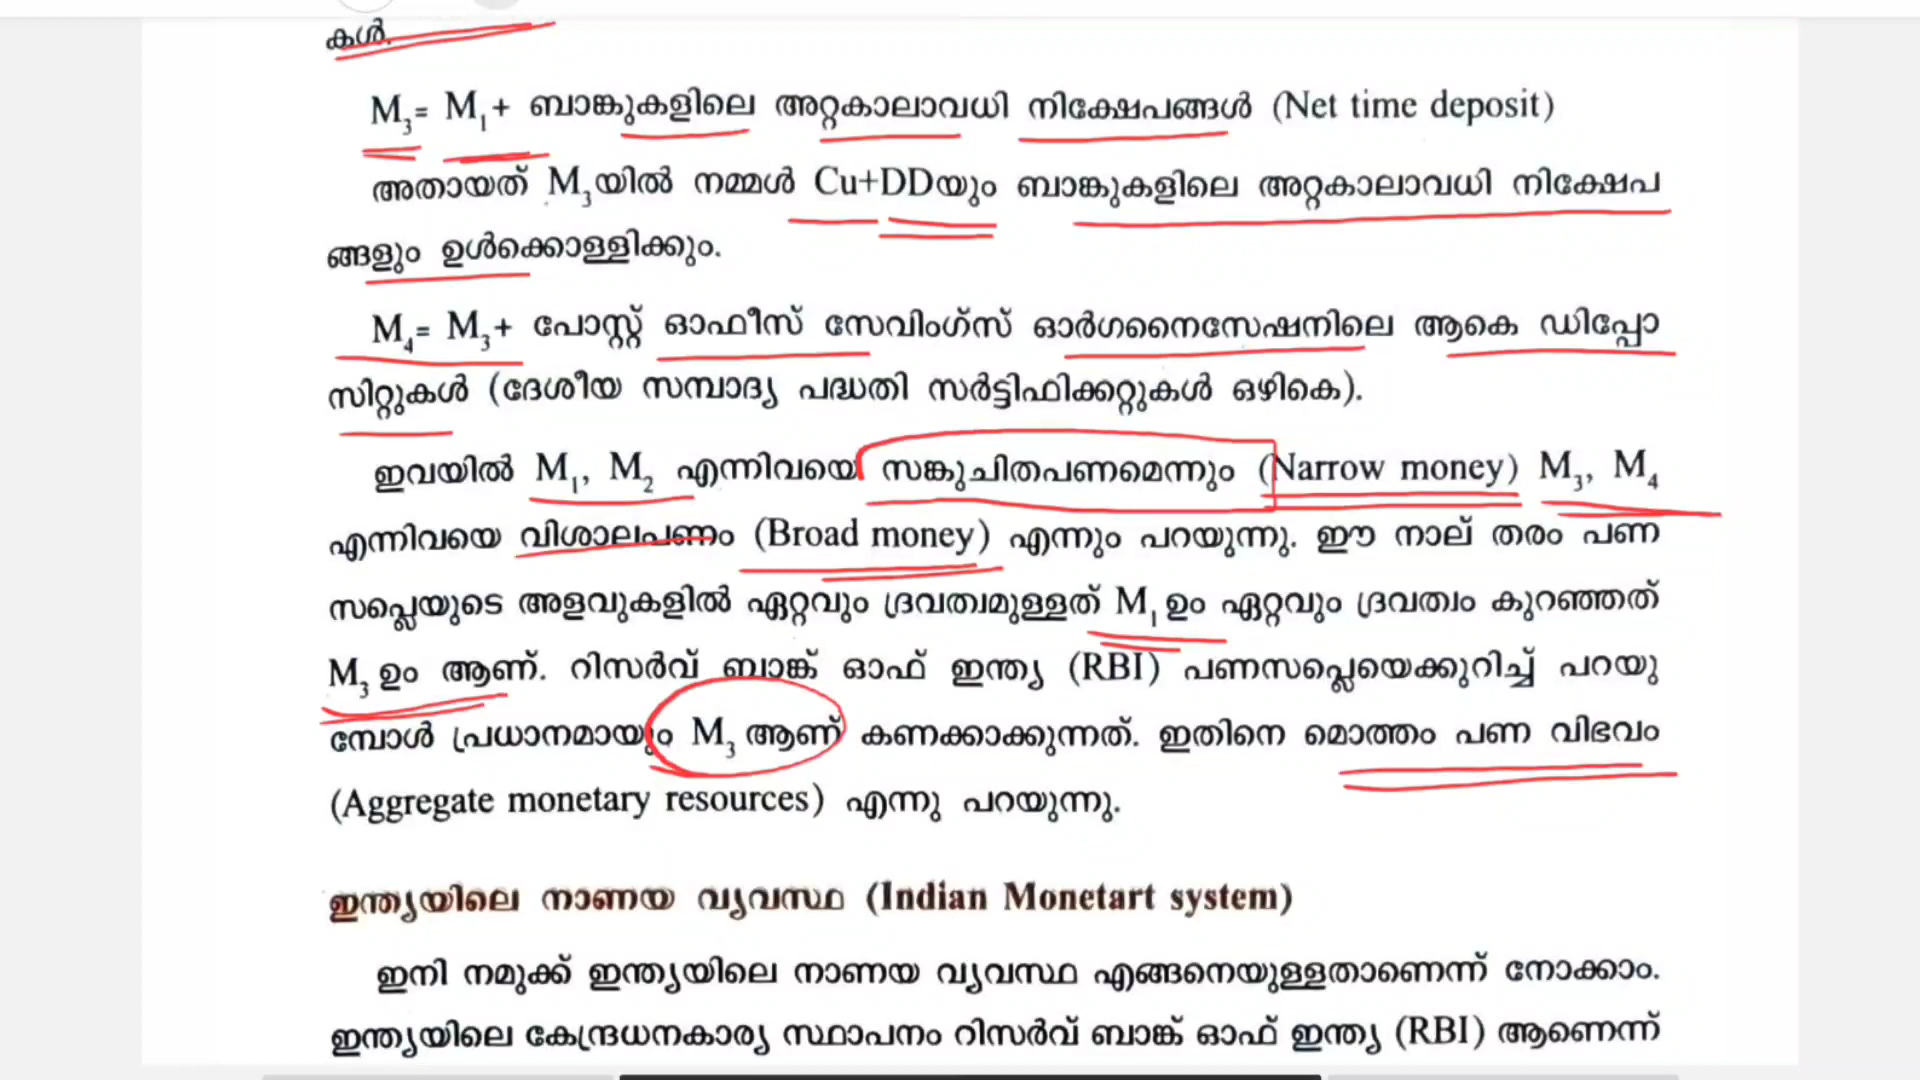 കൾ.
M3= M1+ ബാങ്കുകളിലെ അറ്റകാലാവധി നിക്ഷേപങ്ങൾ (Net time deposit)
അതായത് M3യിൽ നമ്മൾ Cu+DDയും ബാങ്കുകളിലെ അറ്റകാലാവധി നിക്ഷേപ
ങ്ങളും ഉൾക്കൊള്ളിക്കും.
M4= M3+ പോസ്റ്റ് ഓഫീസ് സേവിംഗ്സ് ഓർഗനൈസേഷനിലെ ആകെ ഡിപ്പോ
സിറ്റുകൾ (ദേശീയ സമ്പാദ്യ പദ്ധതി സർട്ടിഫിക്കറ്റുകൾ ഒഴികെ).
ഇവയിൽ M1, M2 എന്നിവയെ സങ്കുചിതപണമെന്നും (Narrow money) M3, M4
എന്നിവയെ വിശാലപണം (Broad money) എന്നും പറയുന്നു. ഈ നാല് തരം പണ
സപ്ലെയുടെ അളവുകളിൽ ഏറ്റവും ദ്രവത്വമുള്ളത് M1 ഉം ഏറ്റവും ദ്രവത്വം കുറഞ്ഞത്
M3 ഉം ആണ്. റിസർവ് ബാങ്ക് ഓഫ് ഇന്ത്യ (RBI) പണസപ്ലെയെക്കുറിച്ച് പറയു
മ്പോൾ പ്രധാനമായും M3 ആണ് കണക്കാക്കുന്നത്. ഇതിനെ മൊത്തം പണ വിഭവം
(Aggregate monetary resources) എന്നു പറയുന്നു.
ഇന്ത്യയിലെ നാണയ വ്യവസ്ഥ (Indian Monetart system)
ഇനി നമുക്ക് ഇന്ത്യയിലെ നാണയ വ്യവസ്ഥ എങ്ങനെയുള്ളതാണെന്ന് നോക്കാം.
ഇന്ത്യയിലെ കേന്ദ്രധനകാര്യ സ്ഥാപനം റിസർവ് ബാങ്ക് ഓഫ് ഇന്ത്യ (RBI) ആണെന്ന്